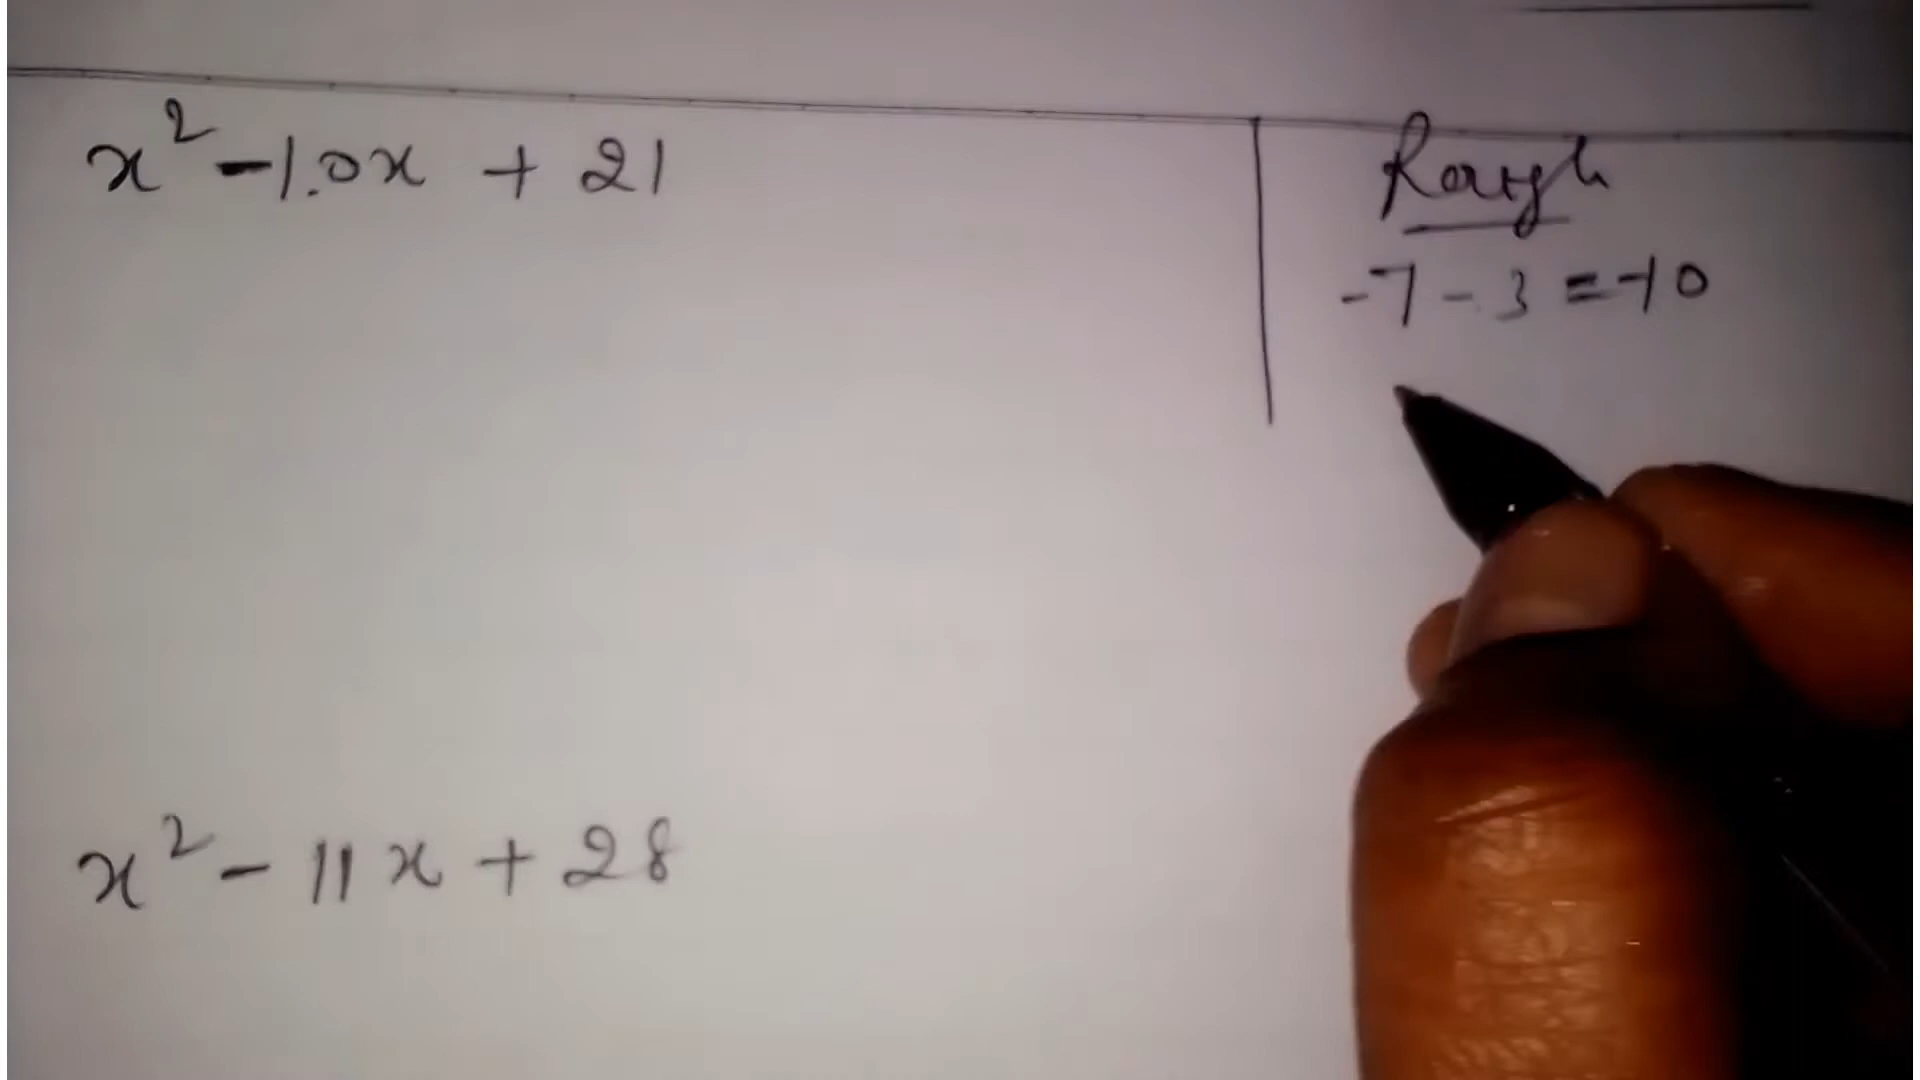 x² - 10x + 21
Rough
-7 - 3 = -10
x² - 11x + 28